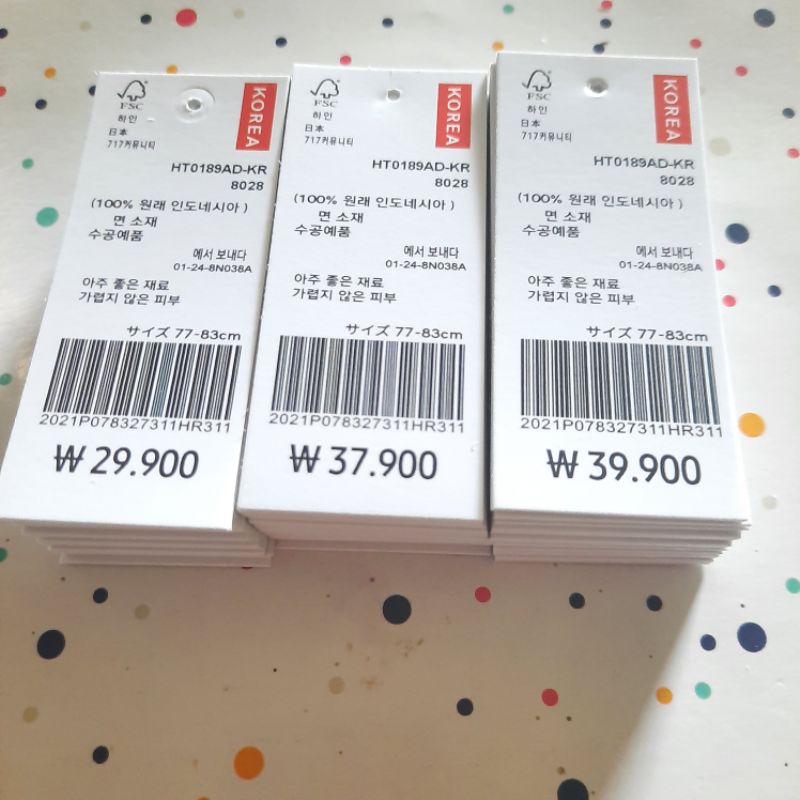 FSC
하인
日本
717커뮤니티
KOREA
HT0189AD-KR
8028
(100% 원래 인도네시아 )
면 소재
수공예품
에서 보내다
01-24-8N038A
아주 좋은 재료
가렵지 않은 피부
サイズ 77-83cm
2021P078327311HR311
₩ 29.900
FSC
하인
日本
717커뮤니티
KOREA
HT0189AD-KR
8028
(100% 원래 인도네시아 )
면 소재
수공예품
에서 보내다
01-24-8N038A
아주 좋은 재료
가렵지 않은 피부
サイズ 77-83cm
2021P078327311HR311
₩ 37.900
FSC
하인
日本
717커뮤니티
KOREA
HT0189AD-KR
8028
(100% 원래 인도네시아 )
면 소재
수공예품
에서 보내다
01-24-8N038A
아주 좋은 재료
가렵지 않은 피부
サイズ 77-83cm
2021P078327311HR311
₩ 39.900